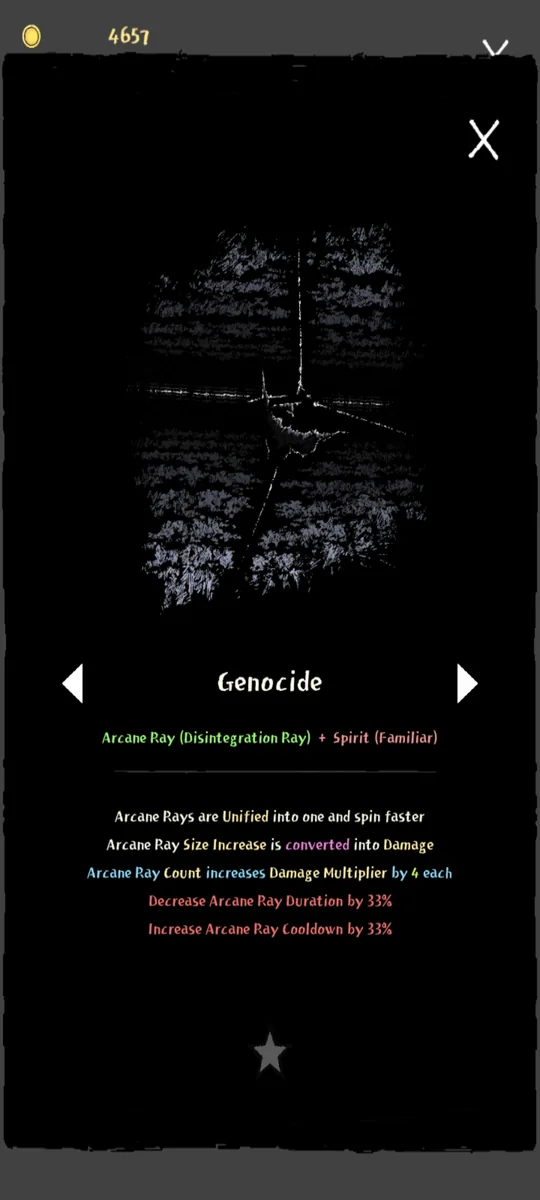 4657
X
Genocide
Arcane Ray (Disintegration Ray) + Spirit (Familiar)
Arcane Rays are Unified into one and spin faster
Arcane Ray Size Increase is converted into Damage
Arcane Ray Count increases Damage Multiplier by 4 each
Decrease Arcane Ray Duration by 33%
Increase Arcane Ray Cooldown by 33%